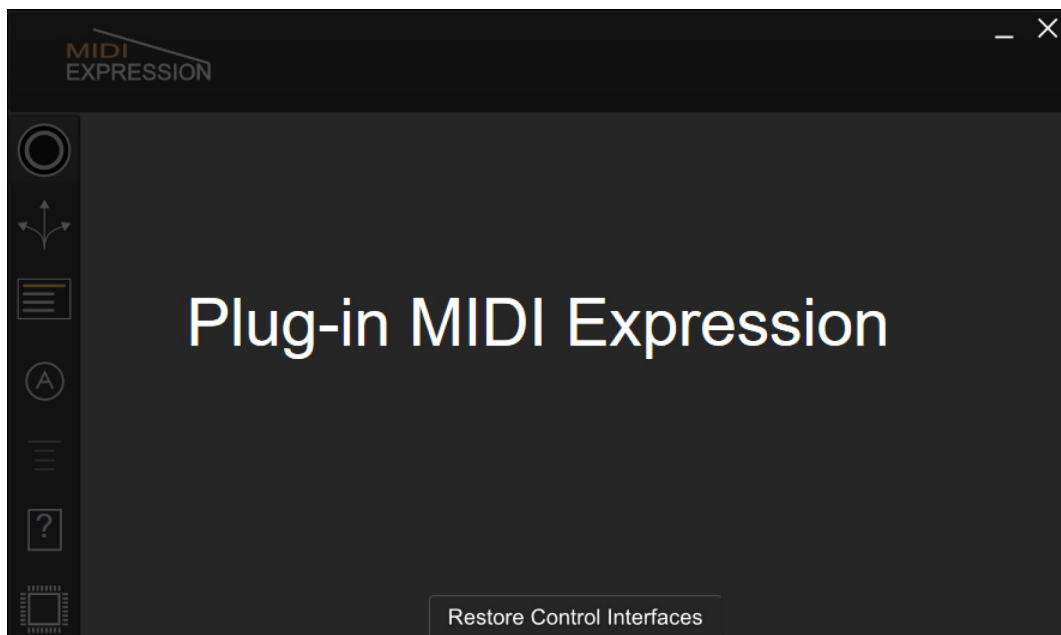 MIDI
EXPRESSION
A
Plug-in MIDI Expression
?
Restore Control Interfaces